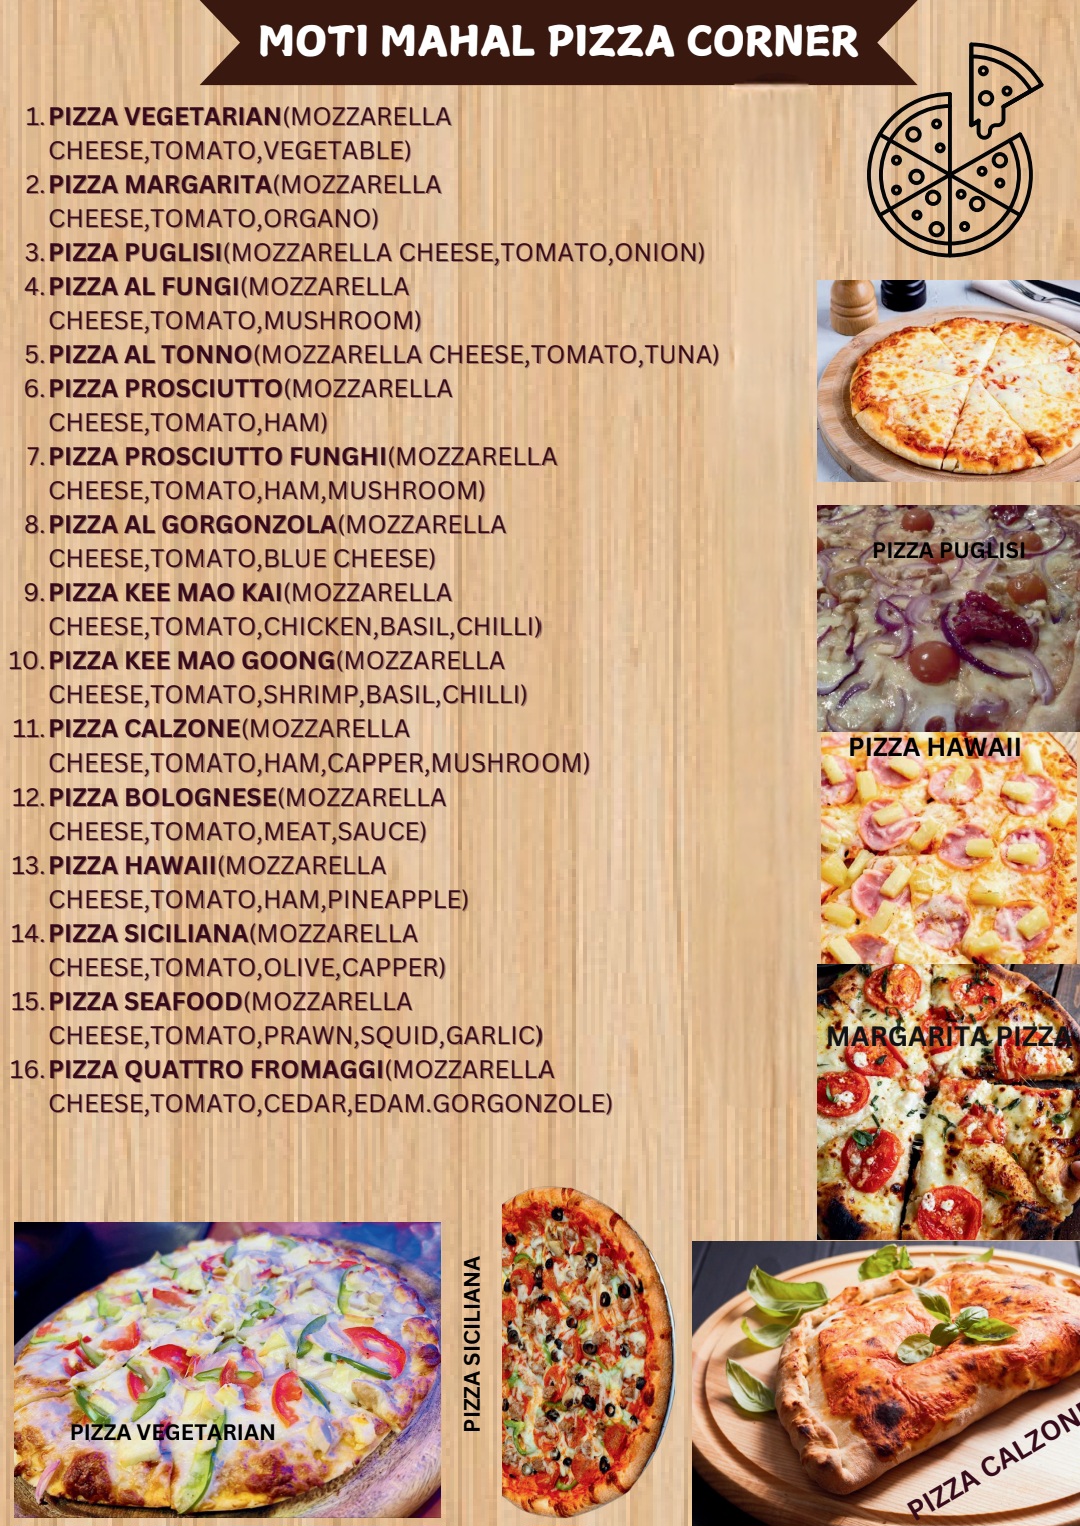 MOTI MAHAL PIZZA CORNER
1. PIZZA VEGETARIAN(MOZZARELLA
CHEESE,TOMATO,VEGETABLE)
2. PIZZA MARGARITA(MOZZARELLA
CHEESE,TOMATO,ORGANO)
3. PIZZA PUGLISI(MOZZARELLA CHEESE,TOMATO,ONION)
4. PIZZA AL FUNGI(MOZZARELLA
CHEESE,TOMATO,MUSHROOM)
5. PIZZA AL TONNO(MOZZARELLA CHEESE,TOMATO,TUNA)
6. PIZZA PROSCIUTTO(MOZZARELLA
CHEESE,TOMATO,HAM)
7. PIZZA PROSCIUTTO FUNGHI(MOZZARELLA
CHEESE,TOMATO,HAM,MUSHROOM)
8. PIZZA AL GORGONZOLA(MOZZARELLA
CHEESE,TOMATO,BLUE CHEESE)
9. PIZZA KEE MAO KAI(MOZZARELLA
CHEESE,TOMATO,CHICKEN,BASIL,CHILLI)
10. PIZZA KEE MAO GOONG(MOZZARELLA
CHEESE,TOMATO,SHRIMP,BASIL,CHILLI)
11. PIZZA CALZONE(MOZZARELLA
CHEESE,TOMATO,HAM,CAPPER,MUSHROOM)
12. PIZZA BOLOGNESE(MOZZARELLA
CHEESE,TOMATO,MEAT,SAUCE)
13. PIZZA HAWAII(MOZZARELLA
CHEESE,TOMATO,HAM,PINEAPPLE)
14. PIZZA SICILIANA(MOZZARELLA
CHEESE,TOMATO,OLIVE,CAPPER)
15. PIZZA SEAFOOD(MOZZARELLA
CHEESE,TOMATO,PRAWN,SQUID,GARLIC)
16. PIZZA QUATTRO FROMAGGI(MOZZARELLA
CHEESE,TOMATO,CEDAR,EDAM.GORGONZOLE)
PIZZA PUGLISI
PIZZA HAWAII
MARGARITA PIZZA
PIZZA VEGETARIAN
PIZZA SICILIANA
PIZZA CALZONE